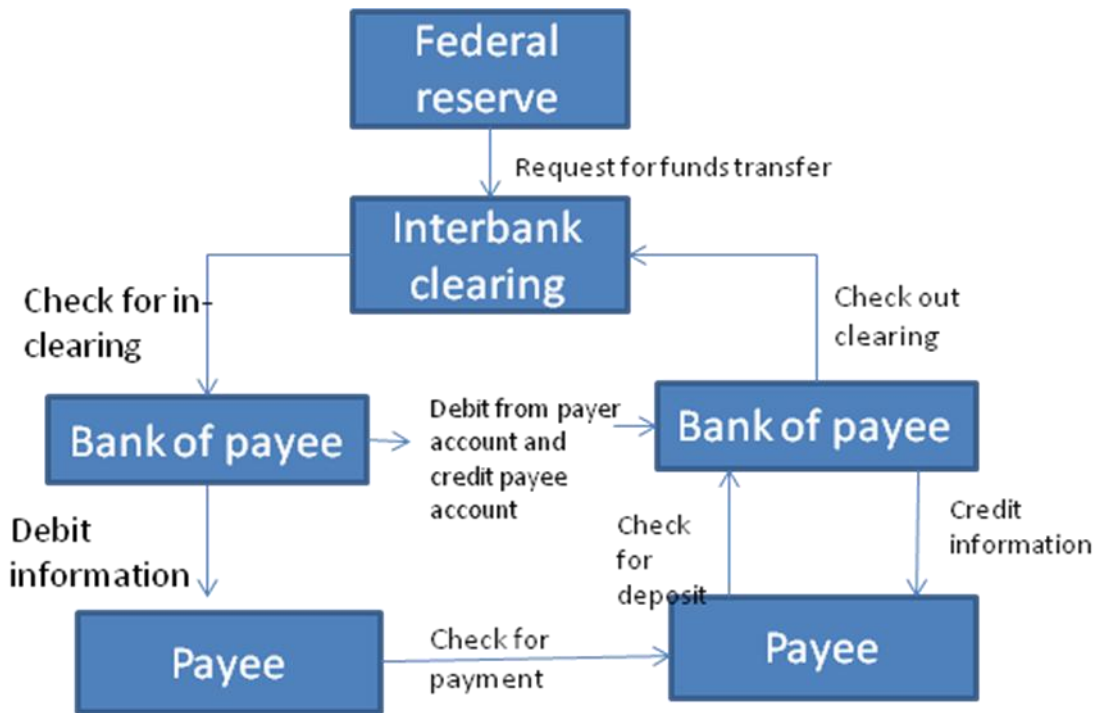 Federal
reserve
Request for funds transfer
Interbank
clearing
Check for in-
clearing
Check out
clearing
Bank of payee
Debit from payer
account and
credit payee
account
Bank of payee
Debit
information
Check
for
deposit
Credit
information
Payee
Check for
payment
Payee